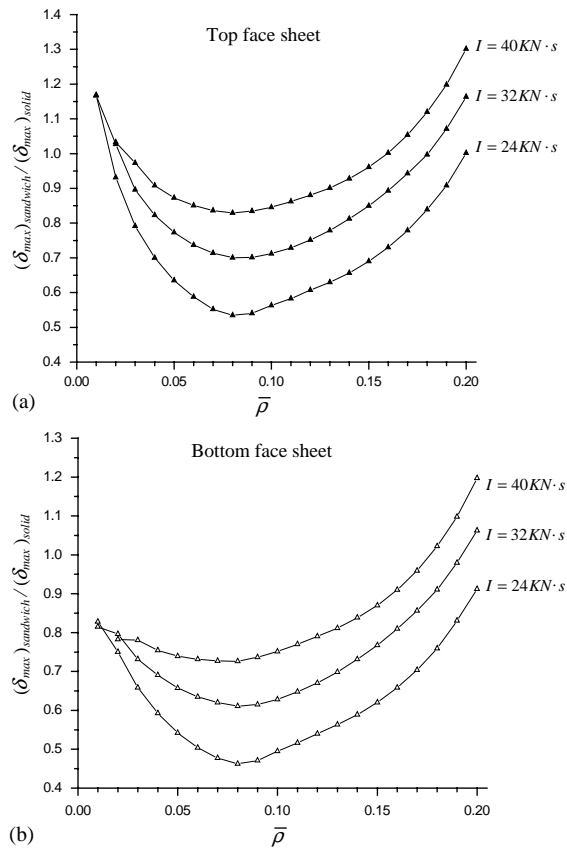 1.4
Top face sheet
I = 40KN·s
1.3
1.2
I = 32KN·s
1.1
1.0
I = 24KN·s
0.9
0.8
0.7
0.6
0.5
0.4
(δmax)sandwich/(δmax)solid
0.00 0.05 0.10 0.15 0.20
(a)
ρ̅
1.3
Bottom face sheet
1.2
I = 40KN·s
1.1
I = 32KN·s
1.0
0.9
I = 24KN·s
0.8
0.7
0.6
0.5
0.4
(δmax)sandwich/(δmax)solid
0.00 0.05 0.10 0.15 0.20
(b)
ρ̅